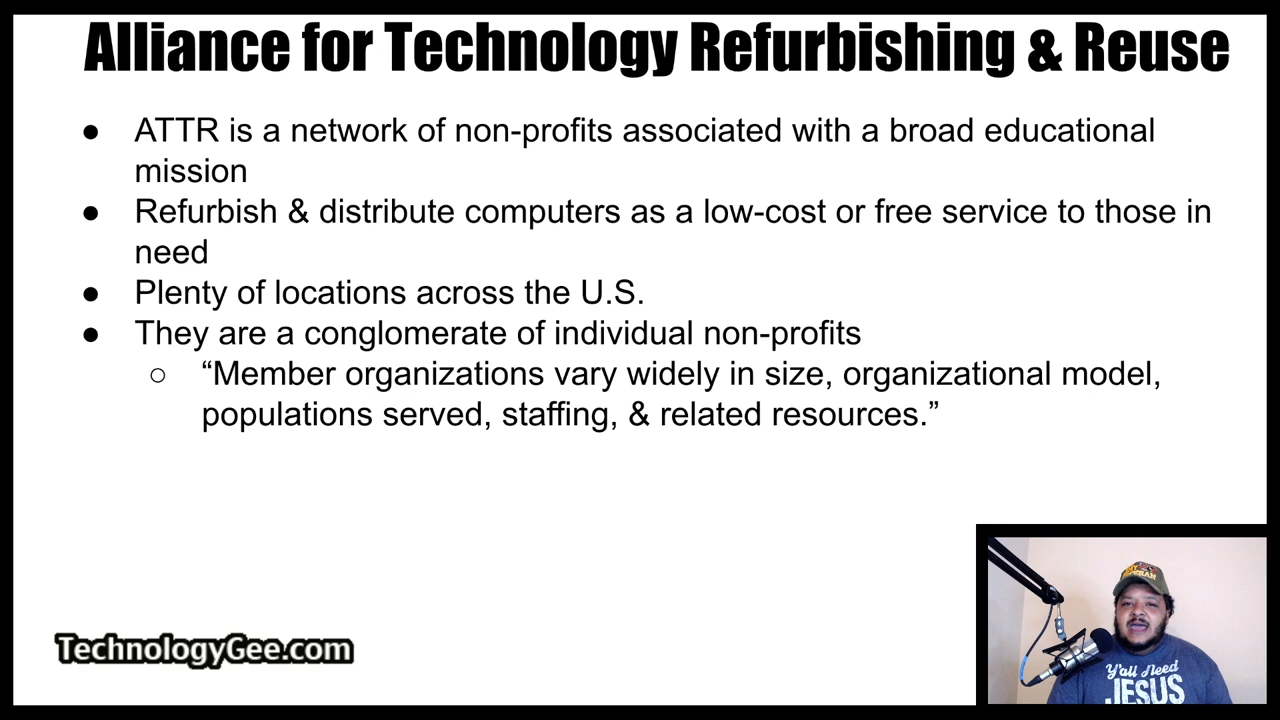 Alliance for Technology Refurbishing & Reuse
● ATTR is a network of non-profits associated with a broad educational
mission
● Refurbish & distribute computers as a low-cost or free service to those in
need
● Plenty of locations across the U.S.
● They are a conglomerate of individual non-profits
○ “Member organizations vary widely in size, organizational model,
populations served, staffing, & related resources.”
TechnologyGee.com
Y'all Need
JESUS